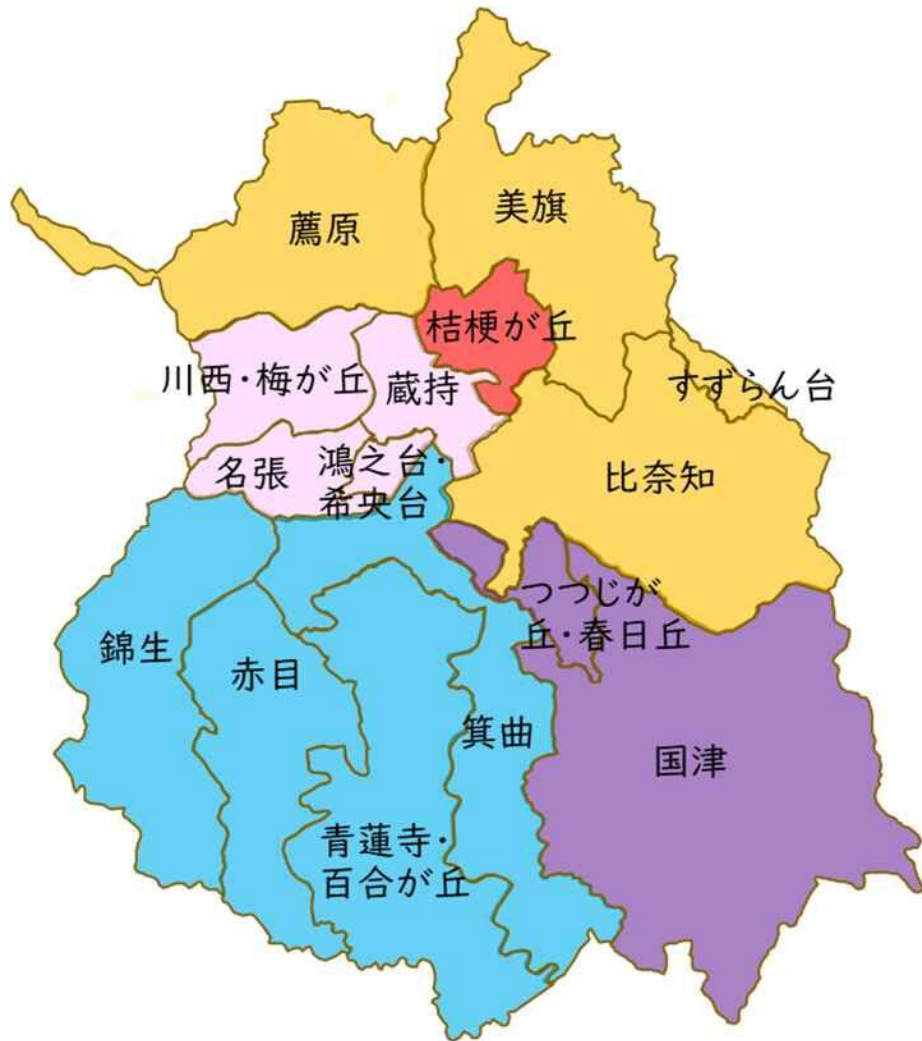 美旗
薦原
桔梗が丘
川西・梅が丘
蔵持
すずらん台
名張
鴻之台・
希央台
比奈知
つつじが
丘・春日丘
錦生
赤目
箕曲
国津
青蓮寺・
百合が丘